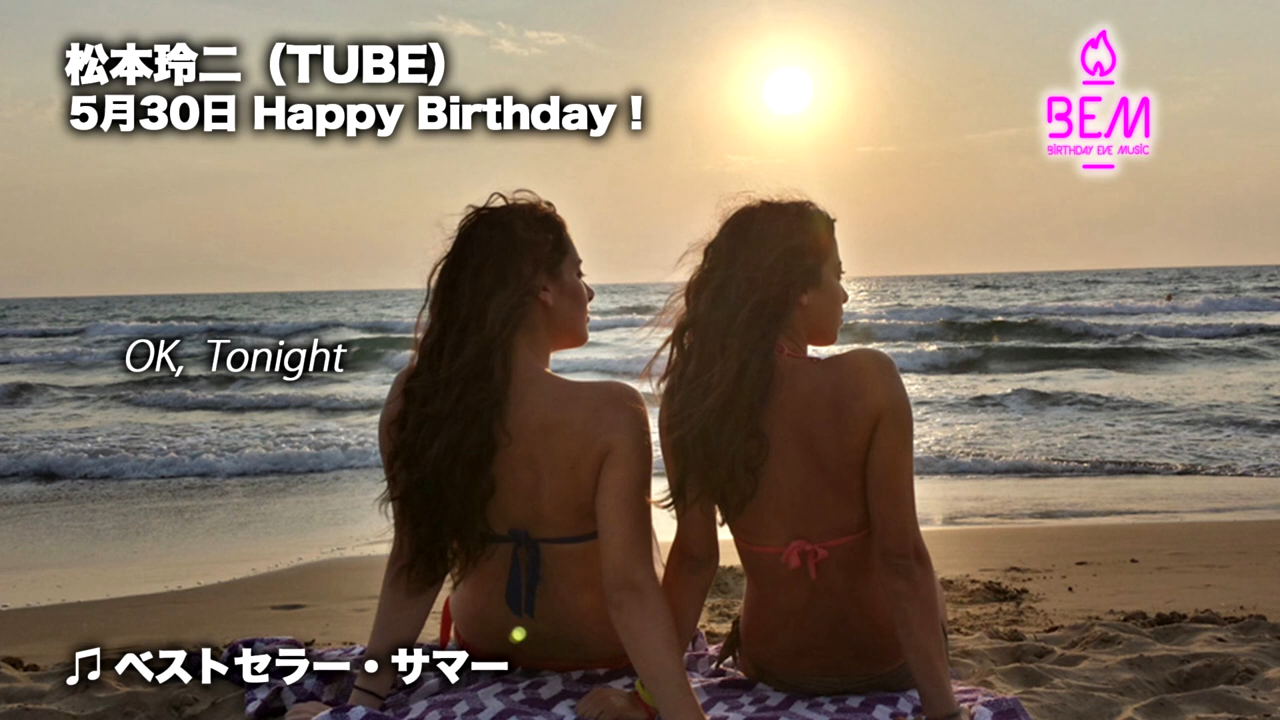 松本玲二（TUBE）
5月30日 Happy Birthday！
BEM
BIRTHDAY EVE MUSIC
OK, Tonight
♫ ベストセラー・サマー